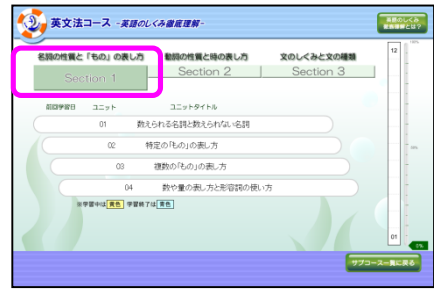 英文法コース -英語のしくみ徹底理解-
英語のしくみ
徹底理解とは?
名詞の性質と「もの」の表し方 動詞の性質と時の表し方 文のしくみと文の種類
Section 1 Section 2 Section 3
前回学習日 ユニット ユニットタイトル
01 数えられる名詞と数えられない名詞
02 特定の「もの」の表し方
03 複数の「もの」の表し方
04 数や量の表し方と形容詞の使い方
※学習中は 黄色 学習終了は 青色
12
100%
50%
01
0%
サブコース一覧に戻る